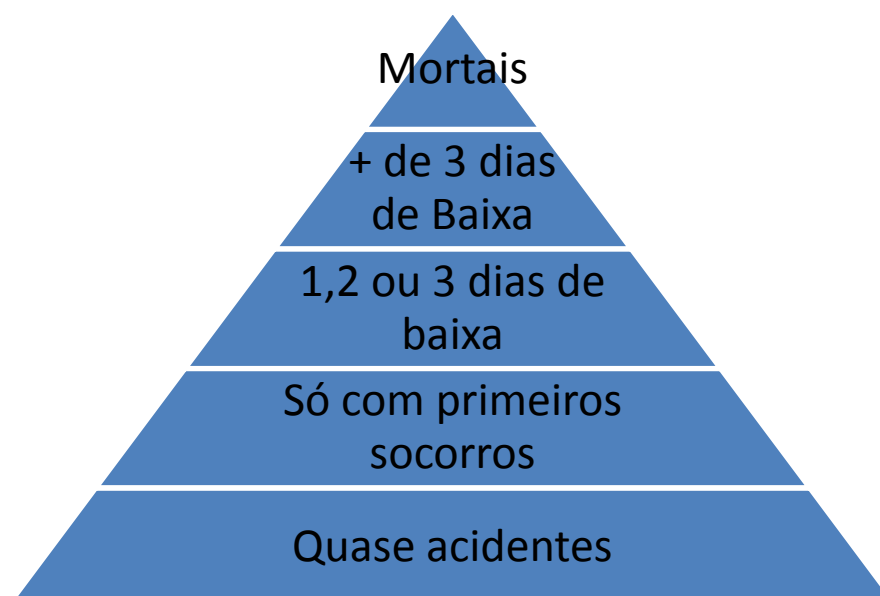 Mortais
+ de 3 dias
de Baixa
1,2 ou 3 dias de
baixa
Só com primeiros
socorros
Quase acidentes